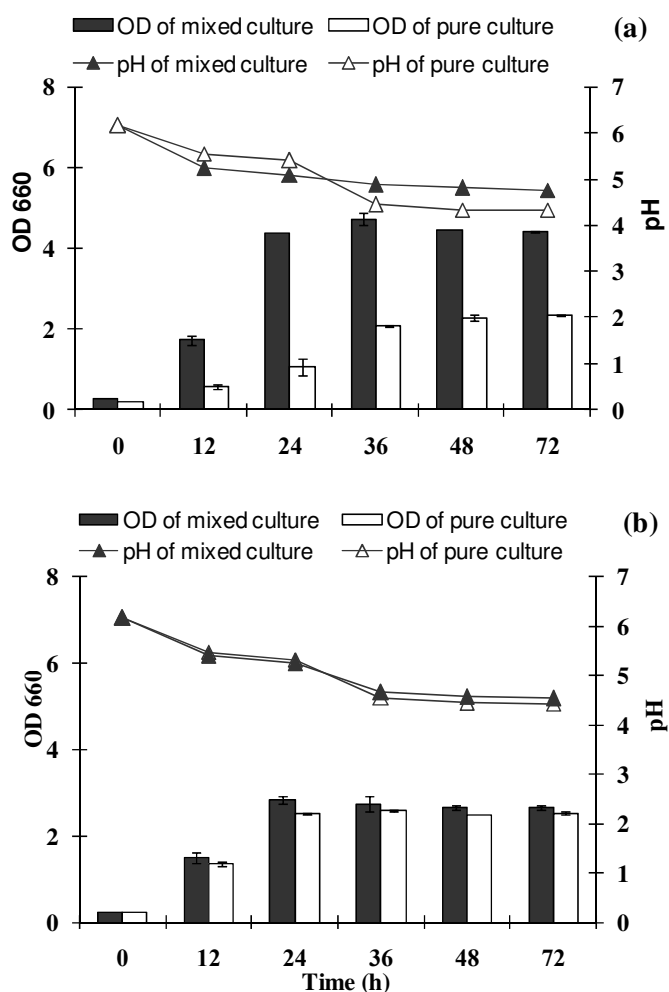 OD of mixed culture OD of pure culture (a)
pH of mixed culture pH of pure culture
8 7
6 6
5
4 4
3
2 2
1
0 0
OD 660
pH
0 12 24 36 48 72
OD of mixed culture OD of pure culture (b)
pH of mixed culture pH of pure culture
8 7
6 6
5
4 4
3
2 2
1
0 0
OD 660
pH
0 12 24 36 48 72
Time (h)